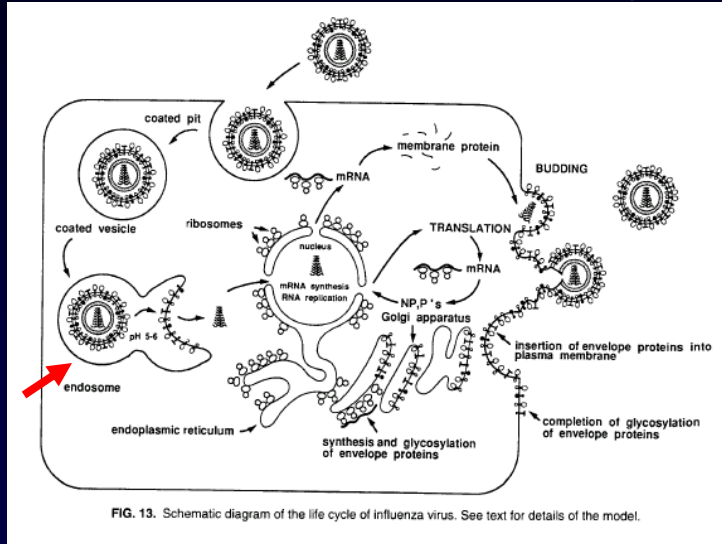 coated pit
membrane protein
mRNA
BUDDING
coated vesicle
ribosomes
nucleus
TRANSLATION
mRNA synthesis
RNA replication
mRNA
NP,P's
Golgi apparatus
pH 5-6
insertion of envelope proteins into
plasma membrane
endosome
endoplasmic reticulum
synthesis and glycosylation
of envelope proteins
completion of glycosylation
of envelope proteins
FIG. 13. Schematic diagram of the life cycle of influenza virus. See text for details of the model.